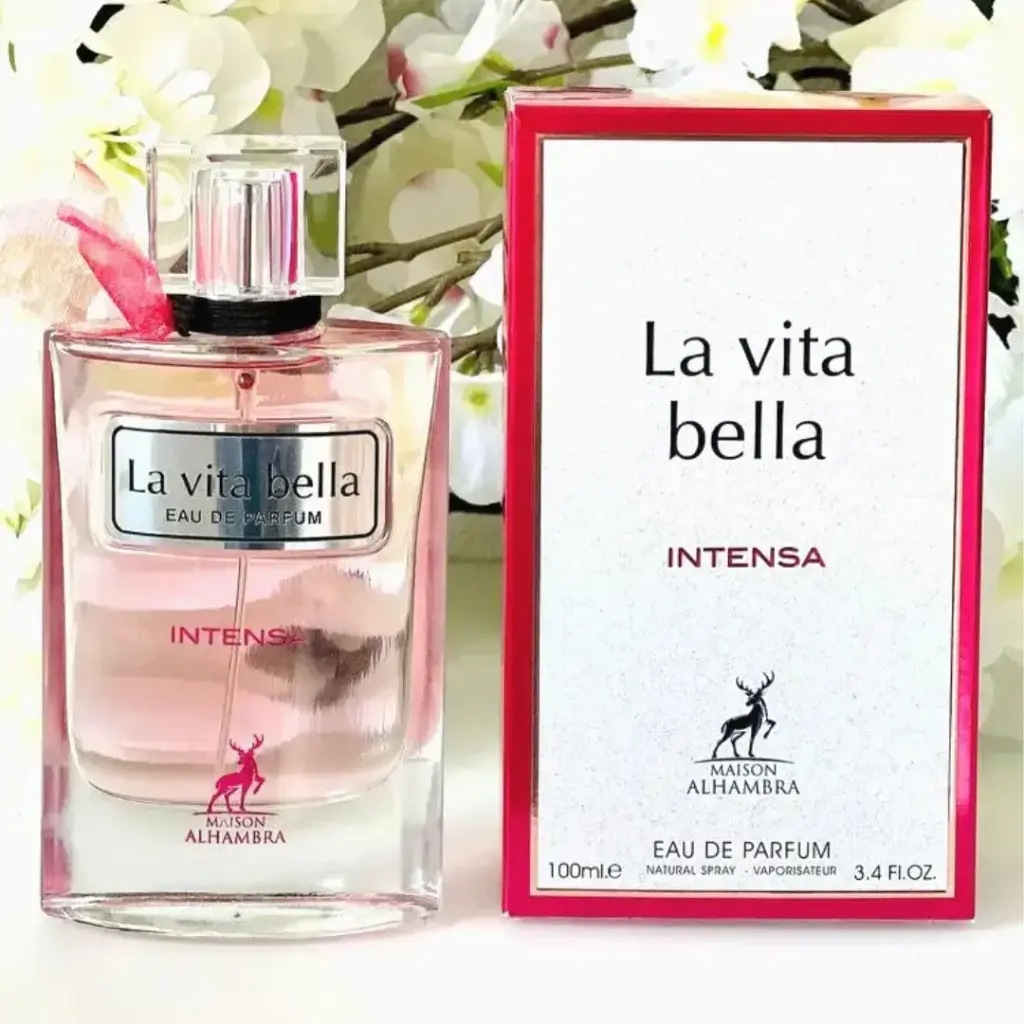 La vita bella
EAU DE PARFUM
INTENSA
MAISON
ALHAMBRA
La vita
bella
INTENSA
MAISON
ALHAMBRA
EAU DE PARFUM
100ml.e NATURAL SPRAY · VAPORISATEUR 3.4 Fl.OZ.